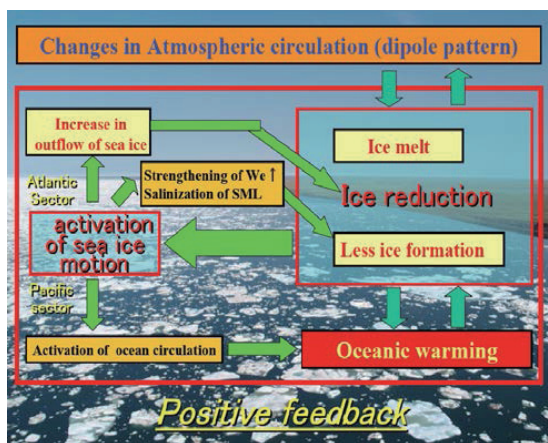 Changes in Atmospheric circulation (dipole pattern)
Increase in
outflow of sea ice
Ice melt
Strengthening of We ↑
Salinization of SML
Atlantic
Sector
Ice reduction
activation
of sea ice
motion
Less ice formation
Pacific
sector
Activation of ocean circulation
Oceanic warming
Positive feedback